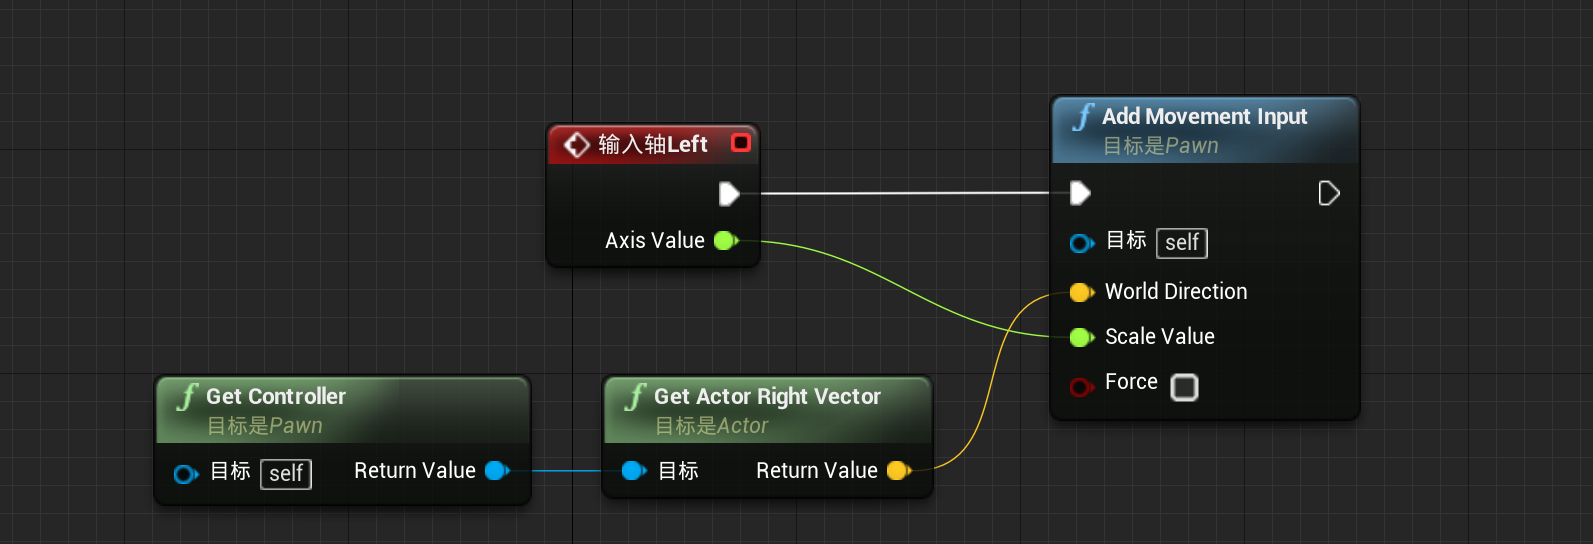 输入轴Left
Axis Value
Add Movement Input
目标是Pawn
目标 self
World Direction
Scale Value
Force
Get Controller
目标是Pawn
目标 self Return Value
Get Actor Right Vector
目标是Actor
目标 Return Value